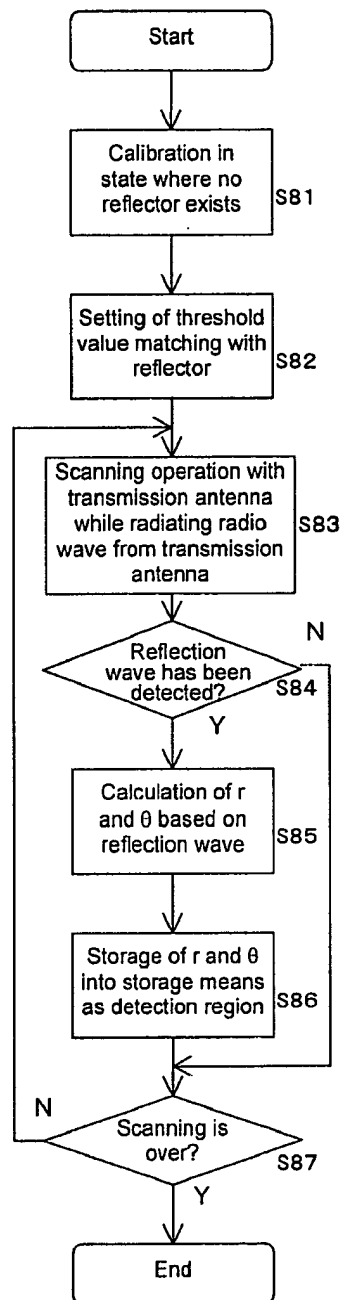 Start
Calibration in
state where no
reflector exists
S81
Setting of threshold
value matching with
reflector
S82
Scanning operation with
transmission antenna
while radiating radio
wave from transmission
antenna
S83
Reflection
wave has been
detected?
N
S84
Y
Calculation of r
and θ based on
reflection wave
S85
Storage of r and θ
into storage means
as detection region
S86
N
Scanning is
over?
S87
Y
End